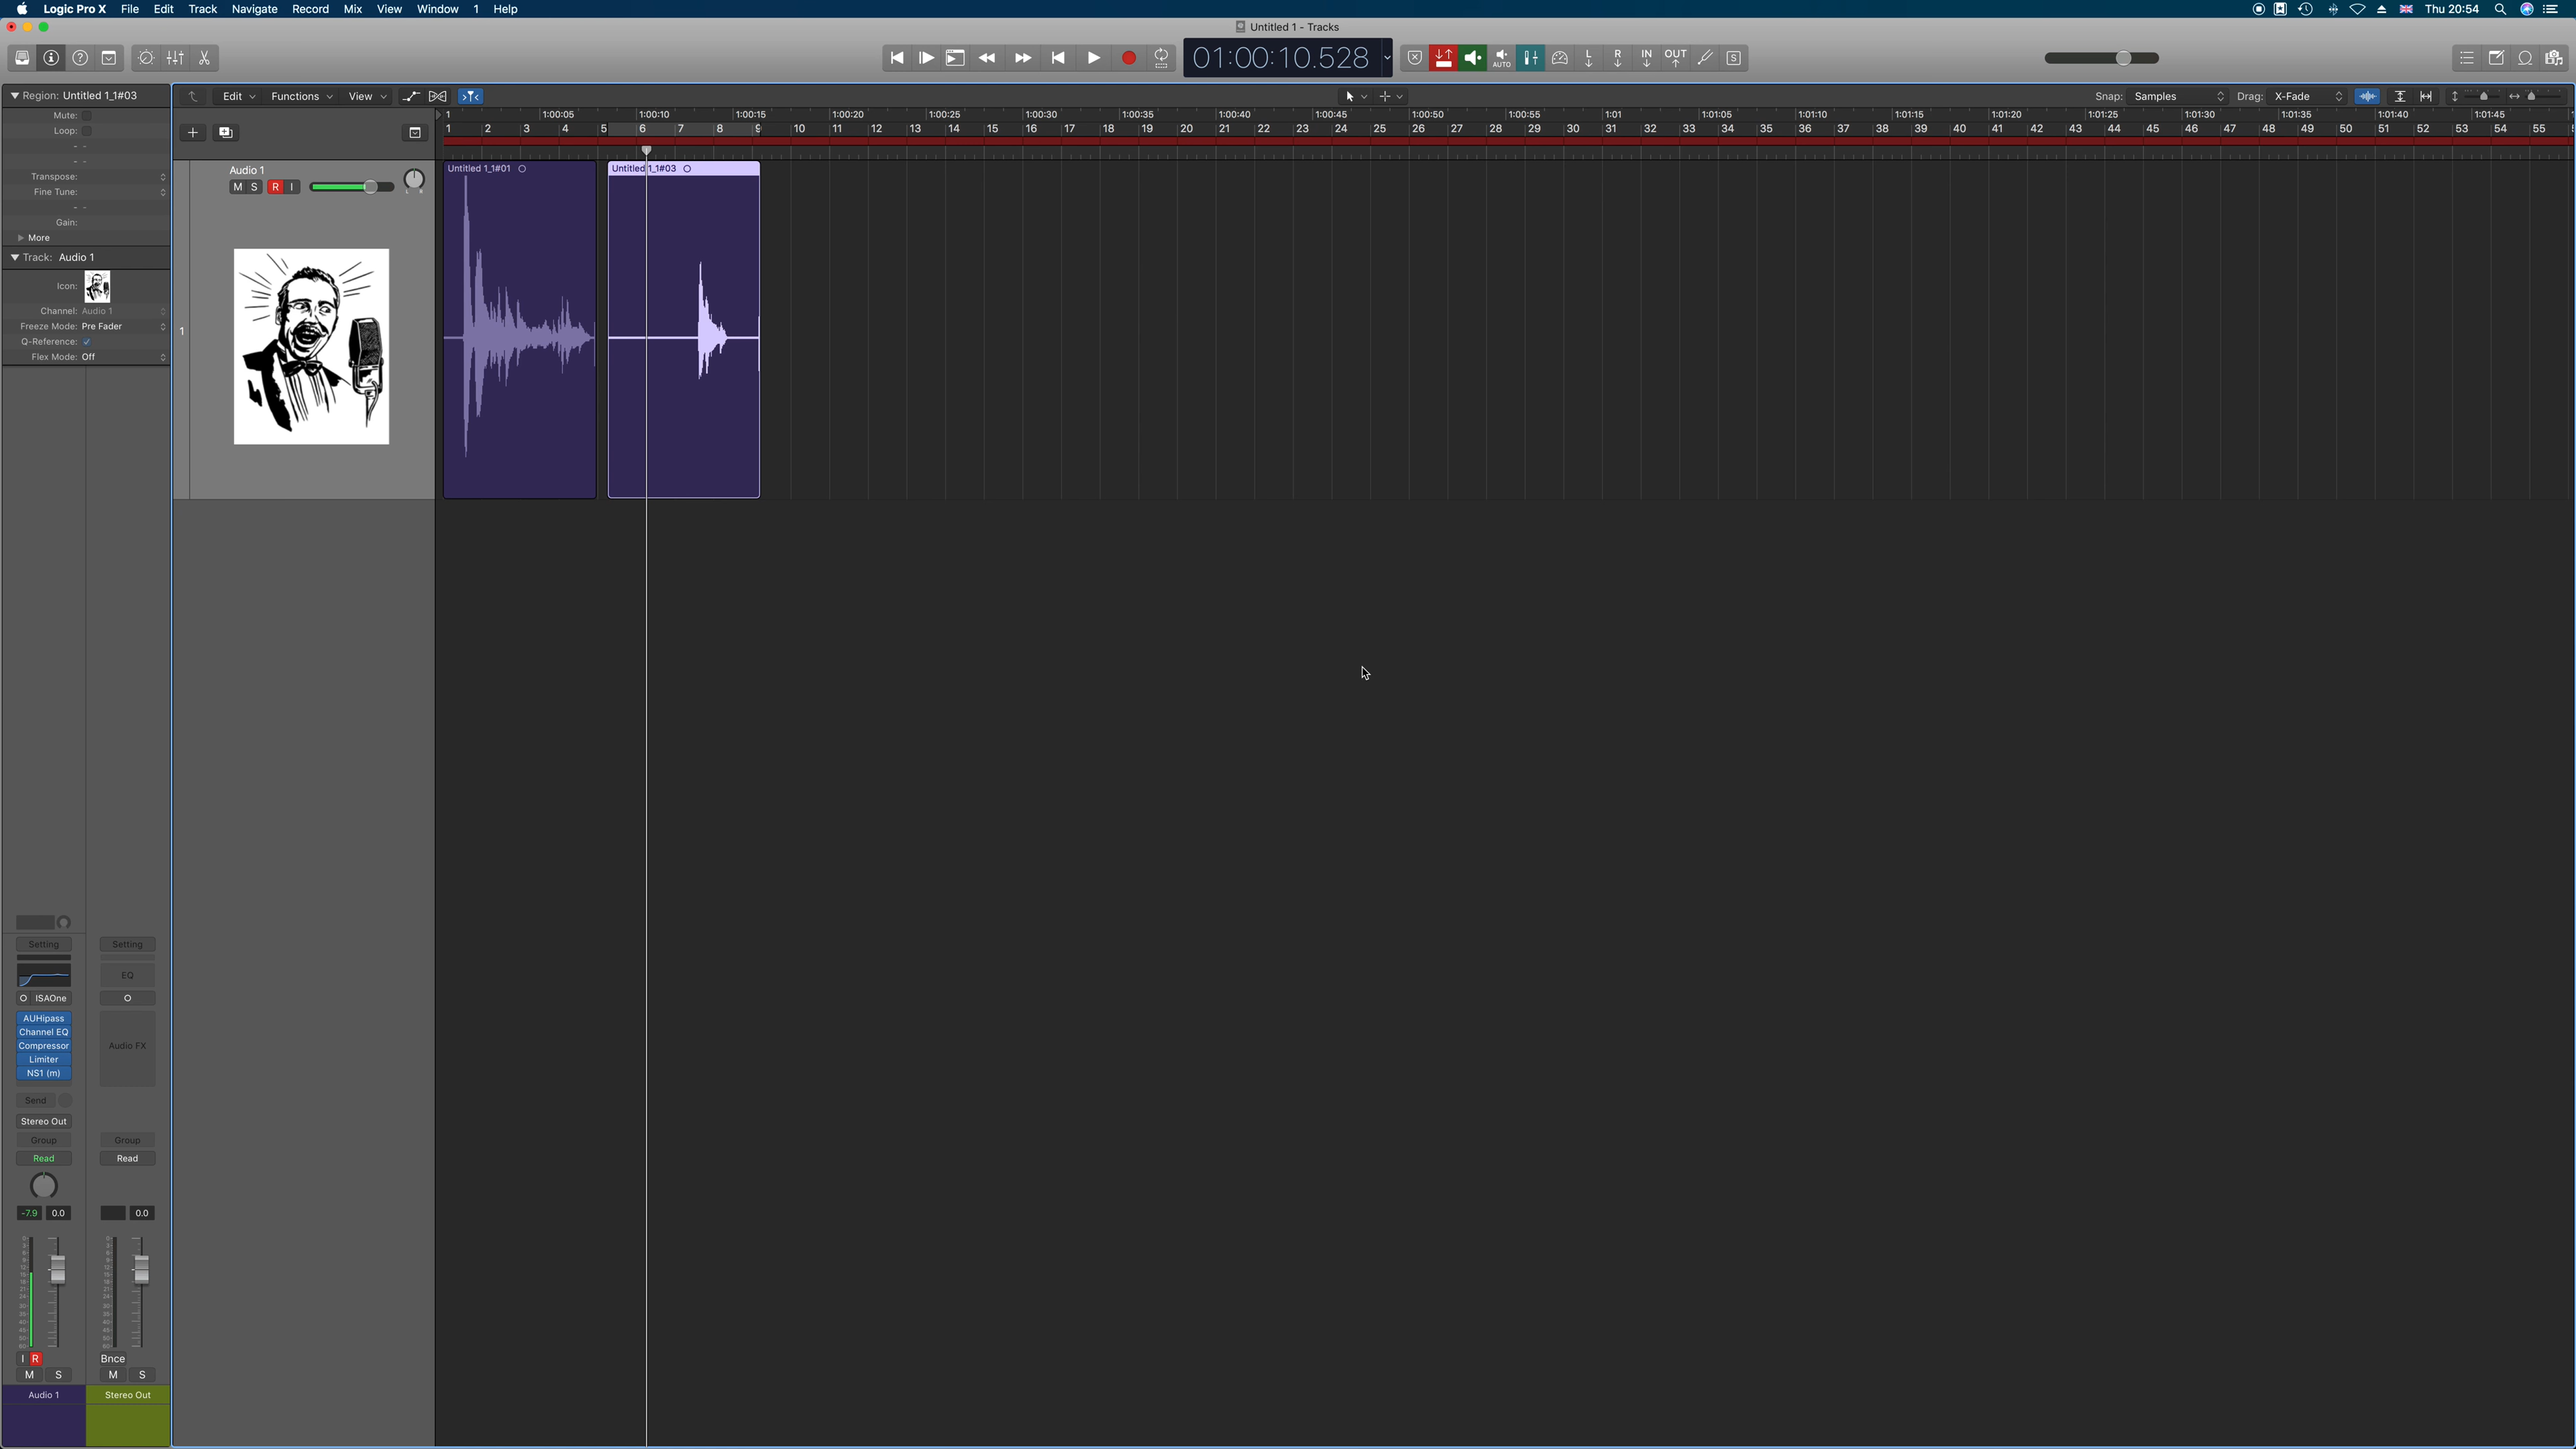 Logic Pro X File Edit Track Navigate Record Mix View Window 1 Help Thu 20:54
Untitled 1 - Tracks
01:00:10.528 AUTO L R IN OUT S
Region: Untitled 1_1#03 Edit Functions View Snap: Samples Drag: X-Fade
Mute:
Loop:
Transpose:
Fine Tune:
Gain:
More
Track: Audio 1
Icon:
Channel: Audio 1
Freeze Mode: Pre Fader
Q-Reference:
Flex Mode: Off
1 1:00:05 1:00:10 1:00:15 1:00:20 1:00:25 1:00:30 1:00:35 1:00:40 1:00:45 1:00:50 1:00:55 1:01 1:01:05 1:01:10 1:01:15 1:01:20 1:01:25 1:01:30 1:01:35 1:01:40 1:01:45
1 2 3 4 5 6 7 8 9 10 11 12 13 14 15 16 17 18 19 20 21 22 23 24 25 26 27 28 29 30 31 32 33 34 35 36 37 38 39 40 41 42 43 44 45 46 47 48 49 50 51 52 53 54 55
Audio 1
M S R I
1
Untitled 1_1#01 Untitled 1_1#03
Setting Setting
EQ
ISAOne
AUHipass
Channel EQ
Compressor Audio FX
Limiter
NS1 (m)
Send
Stereo Out
Group Group
Read Read
-7.9 0.0 0.0
I R Bnce
M S M S
Audio 1 Stereo Out